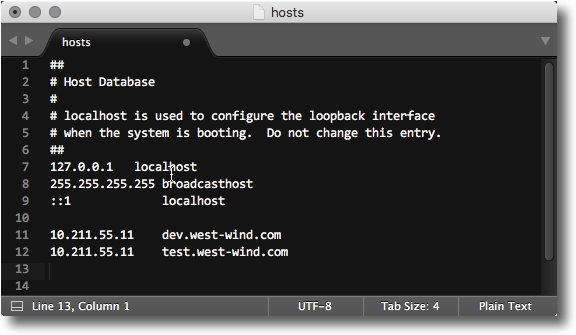 hosts
hosts
1 ##
2 # Host Database
3 #
4 # localhost is used to configure the loopback interface
5 # when the system is booting.  Do not change this entry.
6 ##
7 127.0.0.1   localhost
8 255.255.255.255 broadcasthost
9 ::1             localhost
10
11 10.211.55.11    dev.west-wind.com
12 10.211.55.11    test.west-wind.com
13
14
Line 13, Column 1 UTF-8 Tab Size: 4 Plain Text